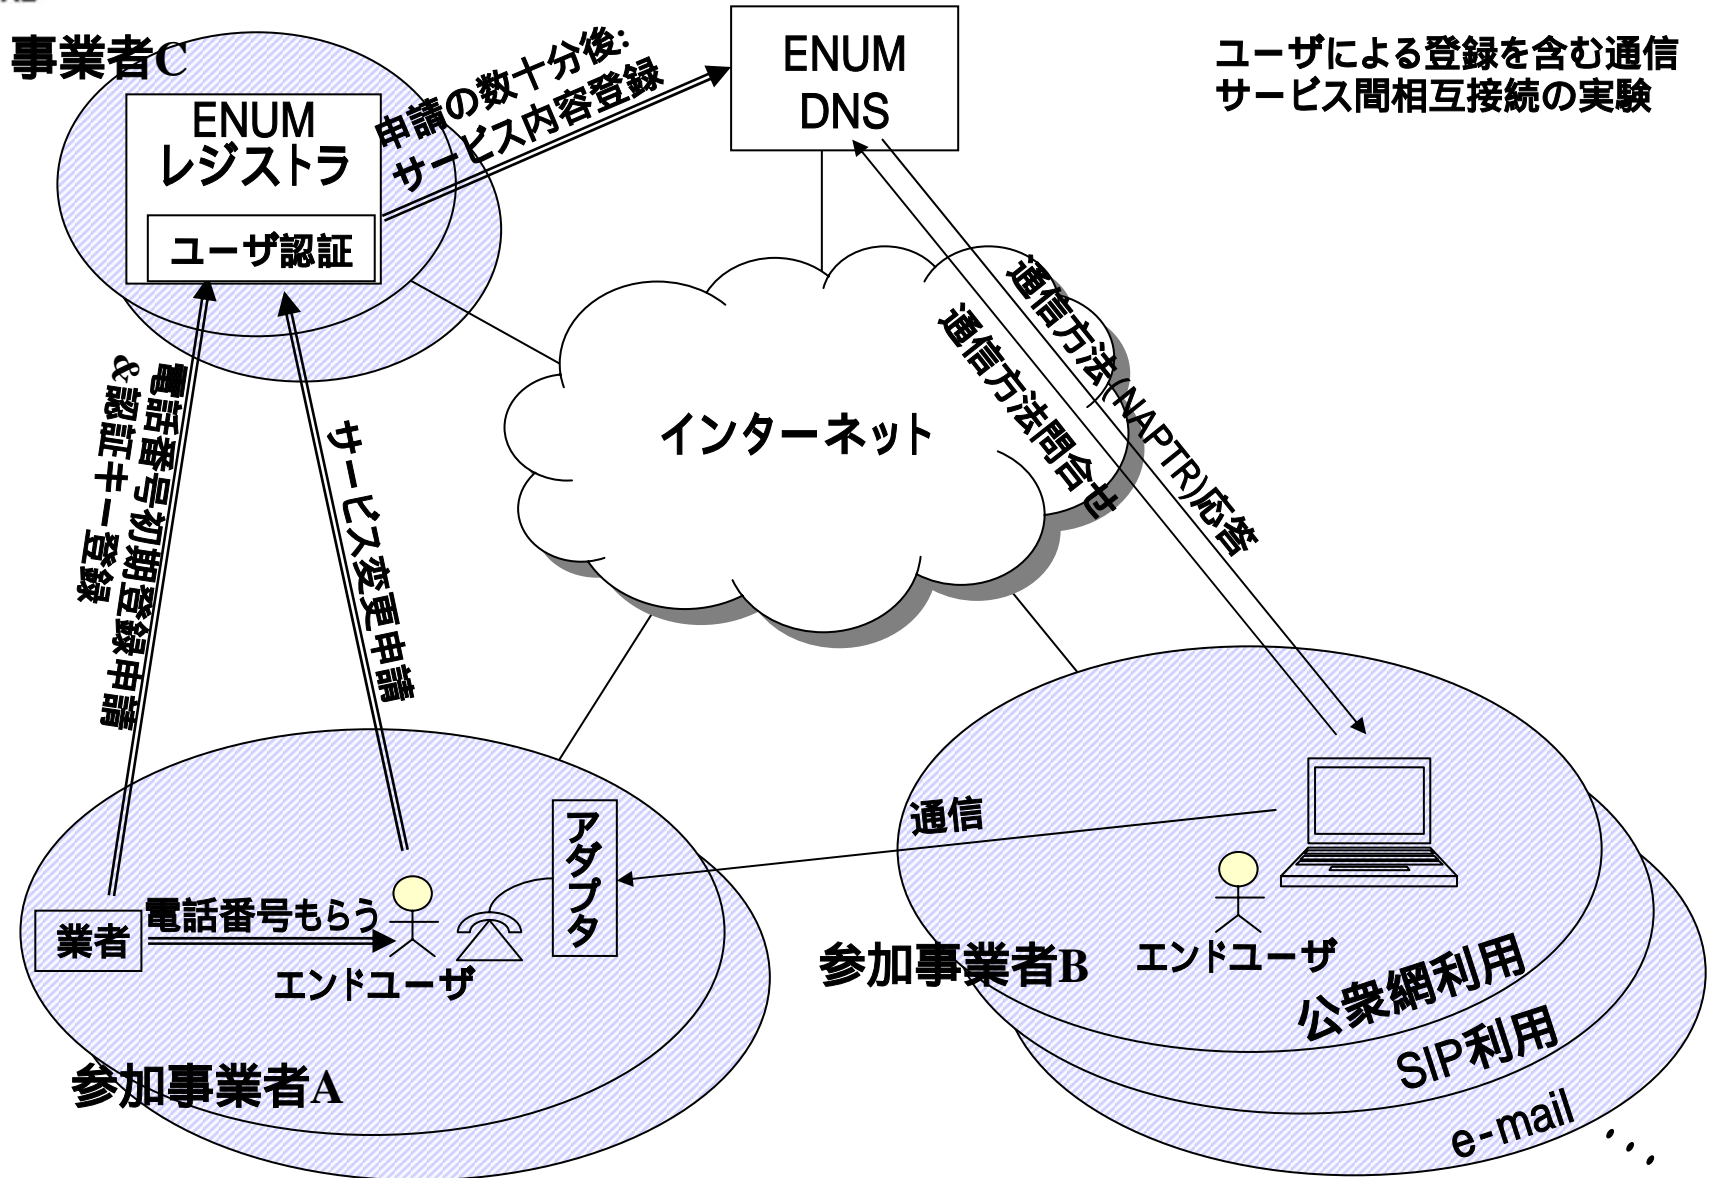 事業者C
ENUM
レジストラ
ユーザ認証
申請の数十分後:
サービス内容登録
ENUM
DNS
ユーザによる登録を含む通信
サービス間相互接続の実験
電話番号初期登録申請
&認証キー登録
サービス変更申請
インターネット
通信方法(NAPTR)応答
通信方法問合せ
アダプタ
通信
業者
電話番号もらう
エンドユーザ
参加事業者A
参加事業者B
エンドユーザ
公衆網利用
SIP利用
e-mail
・・・